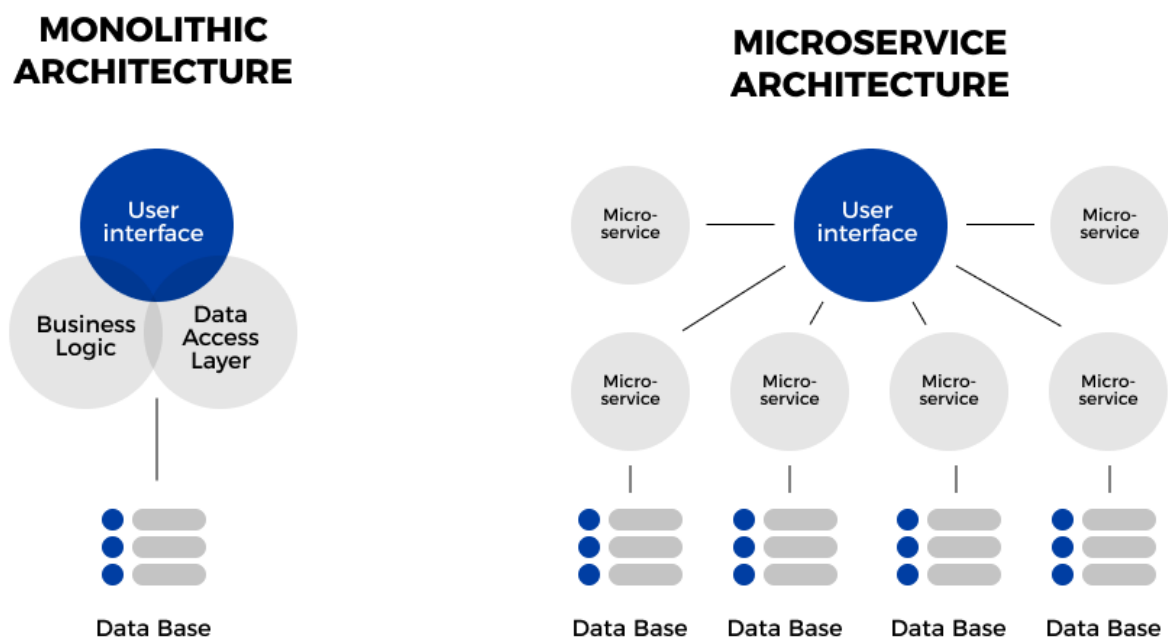 MONOLITHIC
ARCHITECTURE
User
interface
Business
Logic
Data
Access
Layer
Data Base
MICROSERVICE
ARCHITECTURE
Micro-
service
User
interface
Micro-
service
Micro-
service
Micro-
service
Micro-
service
Micro-
service
Data Base
Data Base
Data Base
Data Base